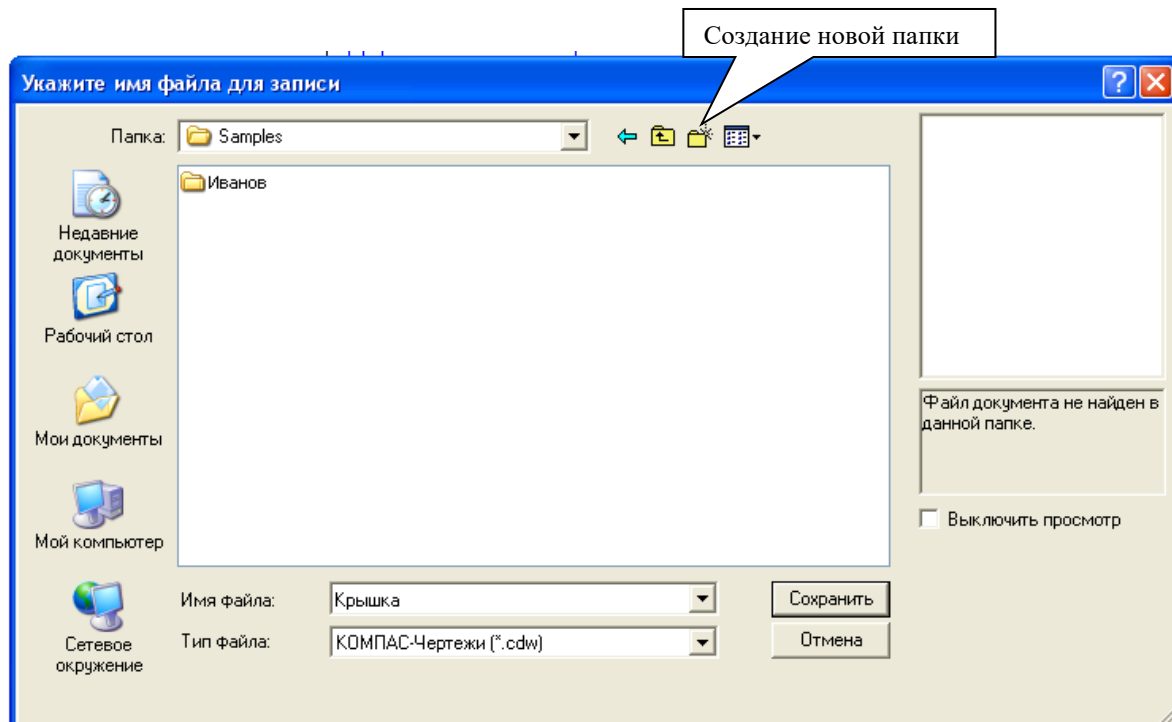 Создание новой папки
Укажите имя файла для записи
Папка: Samples
Иванов
Недавние
документы
Рабочий стол
Мои документы
Мой компьютер
Сетевое
окружение
Файл документа не найден в
данной папке.
Выключить просмотр
Имя файла: Крышка Сохранить
Тип файла: КОМПАС-Чертежи (*.cdw) Отмена